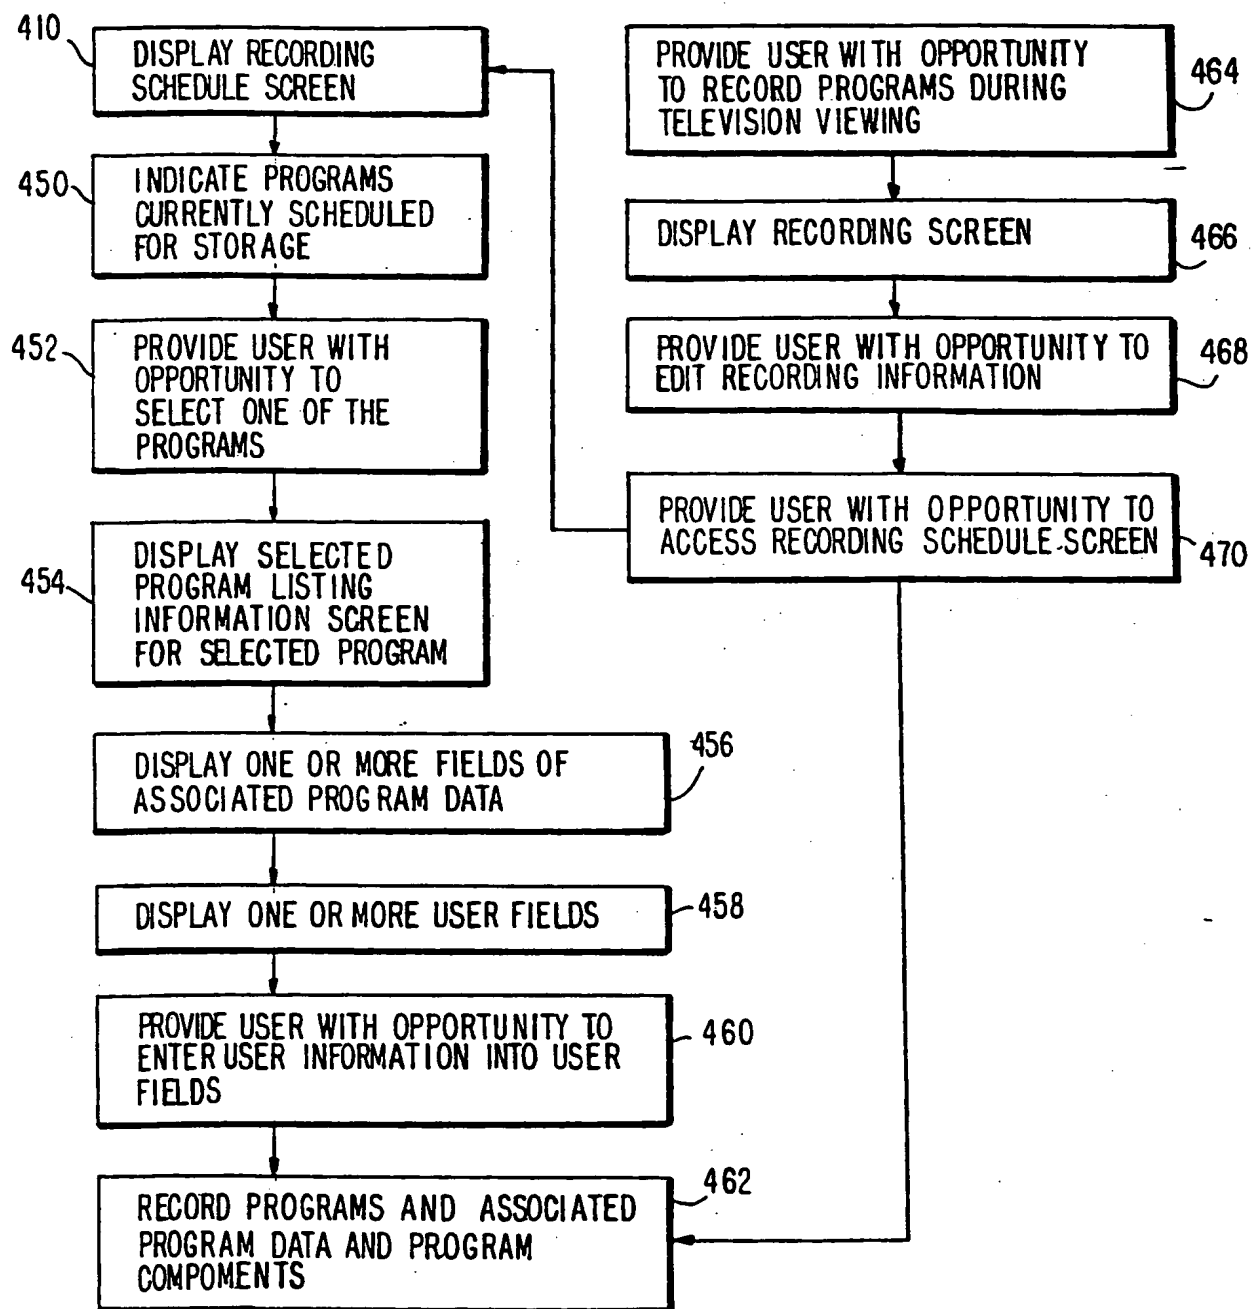 410
DISPLAY RECORDING
SCHEDULE SCREEN
450
INDICATE PROGRAMS
CURRENTLY SCHEDULED
FOR STORAGE
452
PROVIDE USER WITH
OPPORTUNITY TO
SELECT ONE OF THE
PROGRAMS
454
DISPLAY SELECTED
PROGRAM LISTING
INFORMATION SCREEN
FOR SELECTED PROGRAM
456
DISPLAY ONE OR MORE FIELDS OF
ASSOCIATED PROGRAM DATA
458
DISPLAY ONE OR MORE USER FIELDS
460
PROVIDE USER WITH OPPORTUNITY TO
ENTER USER INFORMATION INTO USER
FIELDS
462
RECORD PROGRAMS AND ASSOCIATED
PROGRAM DATA AND PROGRAM
COMPOMENTS
PROVIDE USER WITH OPPORTUNITY
TO RECORD PROGRAMS DURING
TELEVISION VIEWING
464
DISPLAY RECORDING SCREEN
466
PROVIDE USER WITH OPPORTUNITY TO
EDIT RECORDING INFORMATION
468
PROVIDE USER WITH OPPORTUNITY TO
ACCESS RECORDING SCHEDULE SCREEN
470